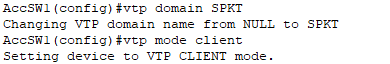 AccSW1(config)#vtp domain SPKT
Changing VTP domain name from NULL to SPKT
AccSW1(config)#vtp mode client
Setting device to VTP CLIENT mode.